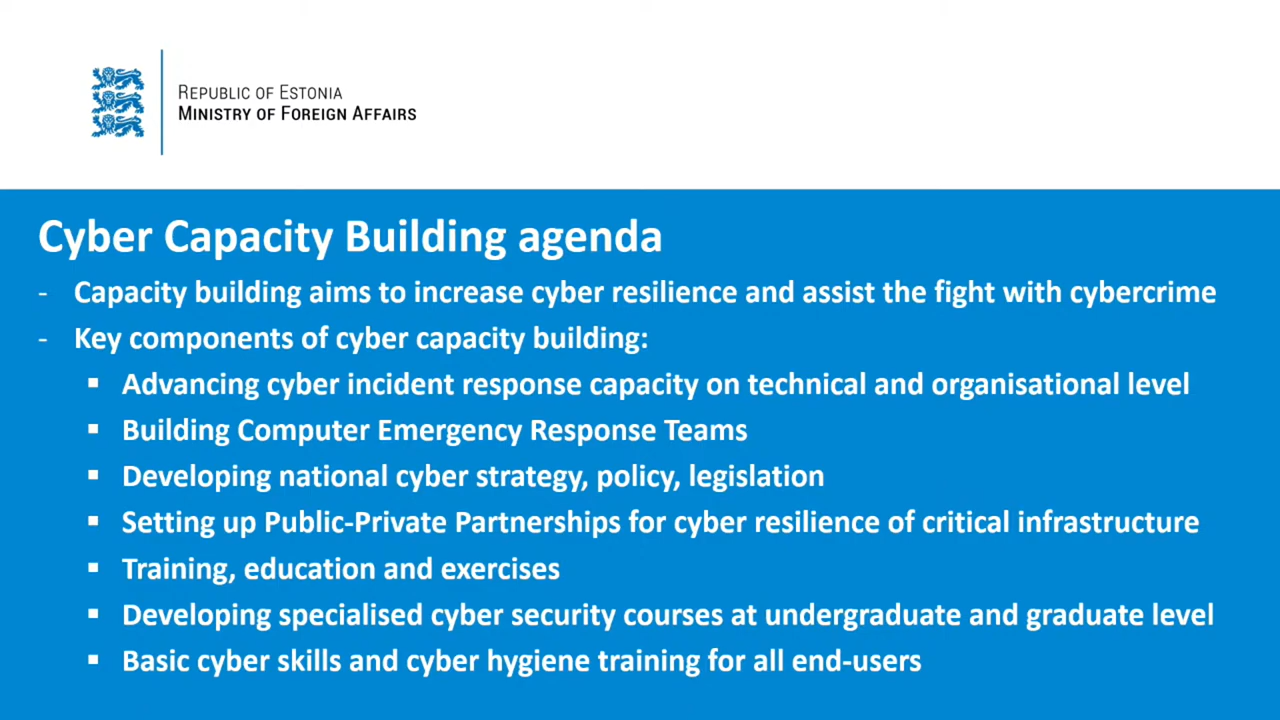 REPUBLIC OF ESTONIA
MINISTRY OF FOREIGN AFFAIRS
Cyber Capacity Building agenda
- Capacity building aims to increase cyber resilience and assist the fight with cybercrime
- Key components of cyber capacity building:
▪ Advancing cyber incident response capacity on technical and organisational level
▪ Building Computer Emergency Response Teams
▪ Developing national cyber strategy, policy, legislation
▪ Setting up Public-Private Partnerships for cyber resilience of critical infrastructure
▪ Training, education and exercises
▪ Developing specialised cyber security courses at undergraduate and graduate level
▪ Basic cyber skills and cyber hygiene training for all end-users